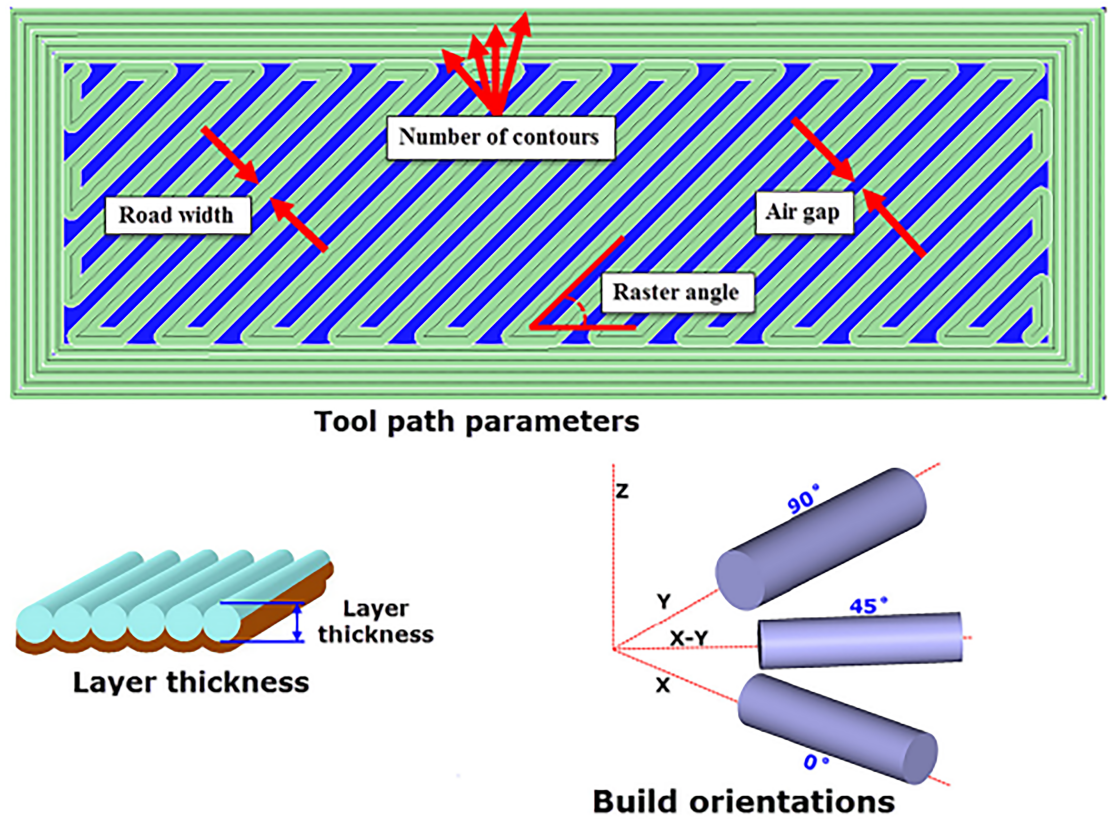 Number of contours
Road width
Air gap
Raster angle
Tool path parameters
Layer
thickness
Layer thickness
Z
90°
Y
45°
X-Y
X
0°
Build orientations